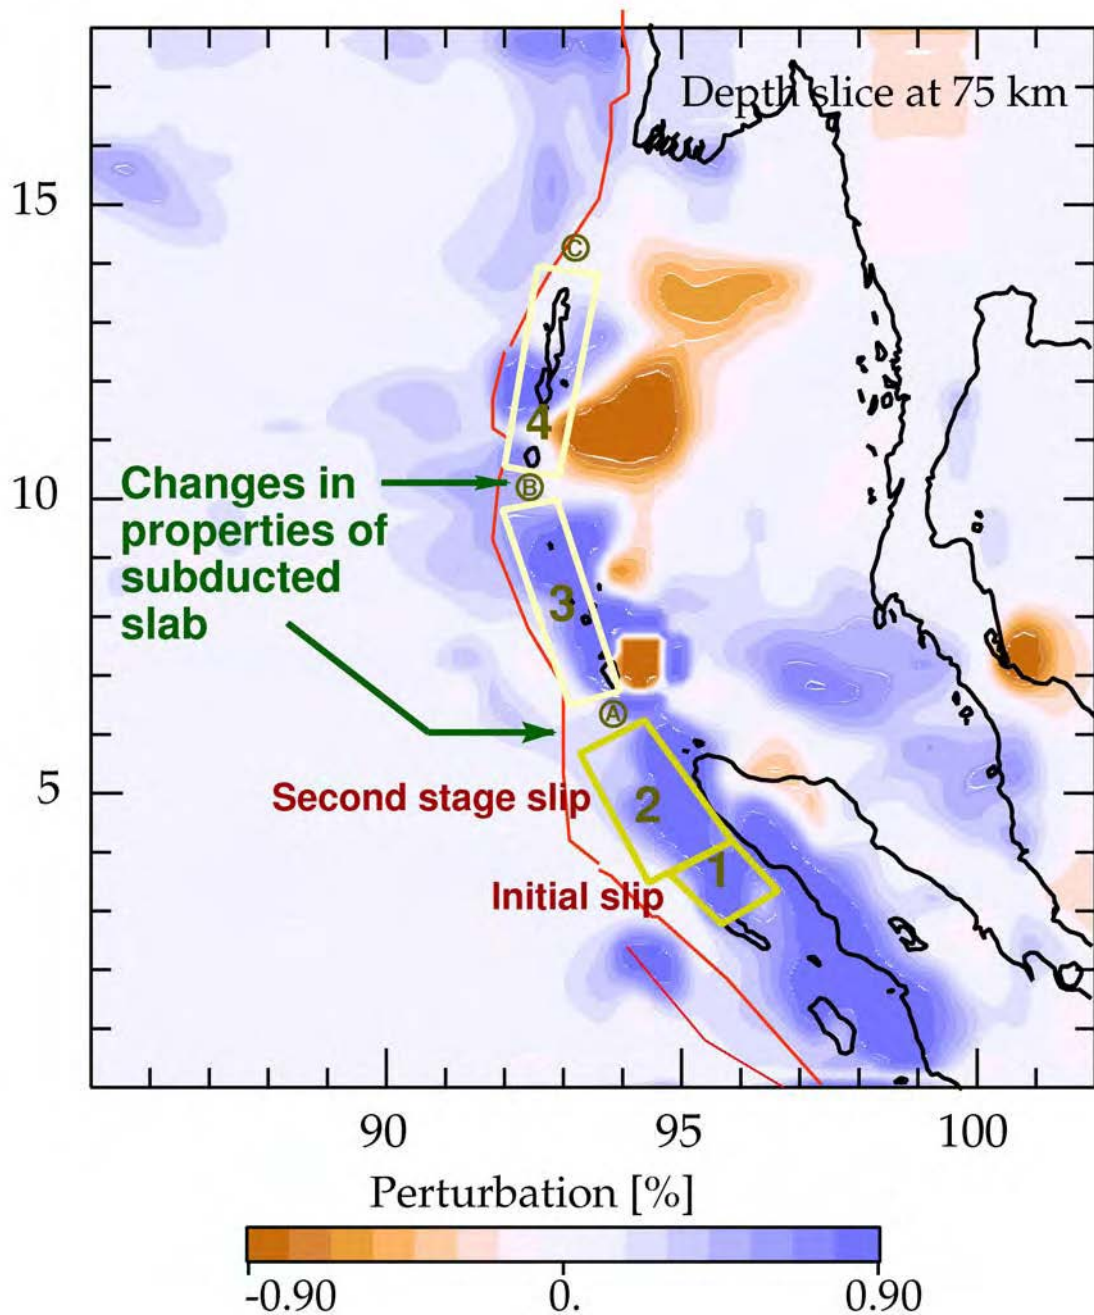 Depth slice at 75 km
15
©
4
Changes in
properties of
subducted
slab
10
Ⓑ
3
Ⓐ
5
Second stage slip
2
1
Initial slip
90
95
100
Perturbation [%]
-0.90
0.
0.90